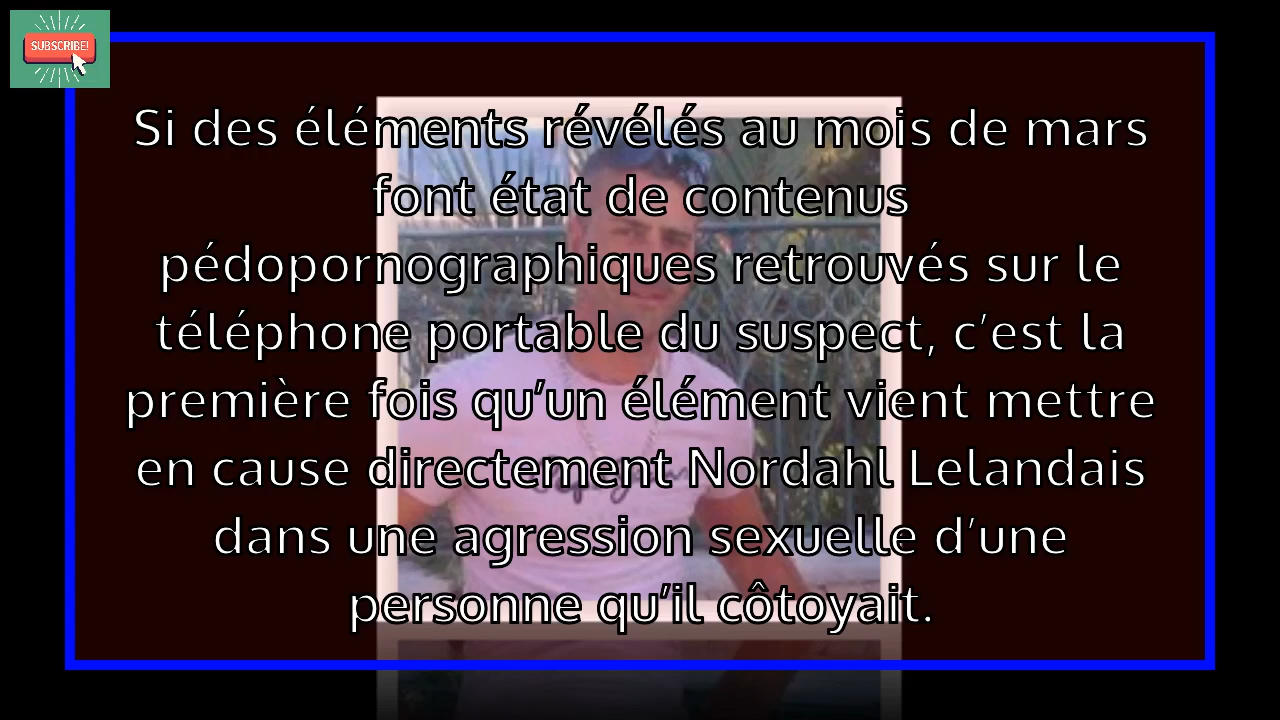 SUBSCRIBE!
Si des éléments révélés au mois de mars
font état de contenus
pédopornographiques retrouvés sur le
téléphone portable du suspect, c’est la
première fois qu’un élément vient mettre
en cause directement Nordahl Lelandais
dans une agression sexuelle d’une
personne qu’il côtoyait.